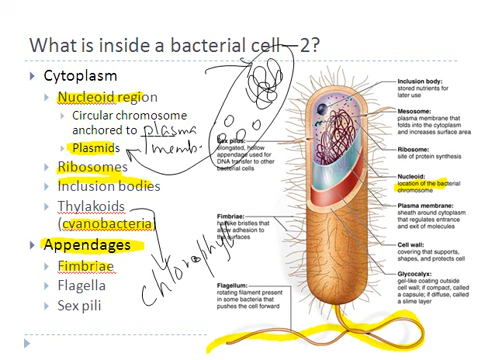 What is inside a bacterial cell—2?
Cytoplasm
Nucleoid region
Circular chromosome
anchored to plasma
memb.
Plasmids
Ribosomes
Inclusion bodies
Thylakoids
(cyanobacteria)
chlorophyll
Appendages
Fimbriae
Flagella
Sex pili
Sex pilus:
elongated, hollow
appendage used for
DNA transfer to other
bacterial cells
Fimbriae:
hairlike bristles that
allow adhesion to
the surfaces
Flagellum:
rotating filament present
in some bacteria that
pushes the cell forward
Inclusion body:
stored nutrients for
later use
Mesosome:
plasma membrane that
folds into the cytoplasm
and increases surface area
Ribosome:
site of protein synthesis
Nucleoid:
location of the bacterial
chromosome
Plasma membrane:
sheath around cytoplasm
that regulates entrance
and exit of molecules
Cell wall:
covering that supports,
shapes, and protects cell
Glycocalyx:
gel-like coating outside
cell wall; if compact, called
a capsule; if diffuse, called
a slime layer